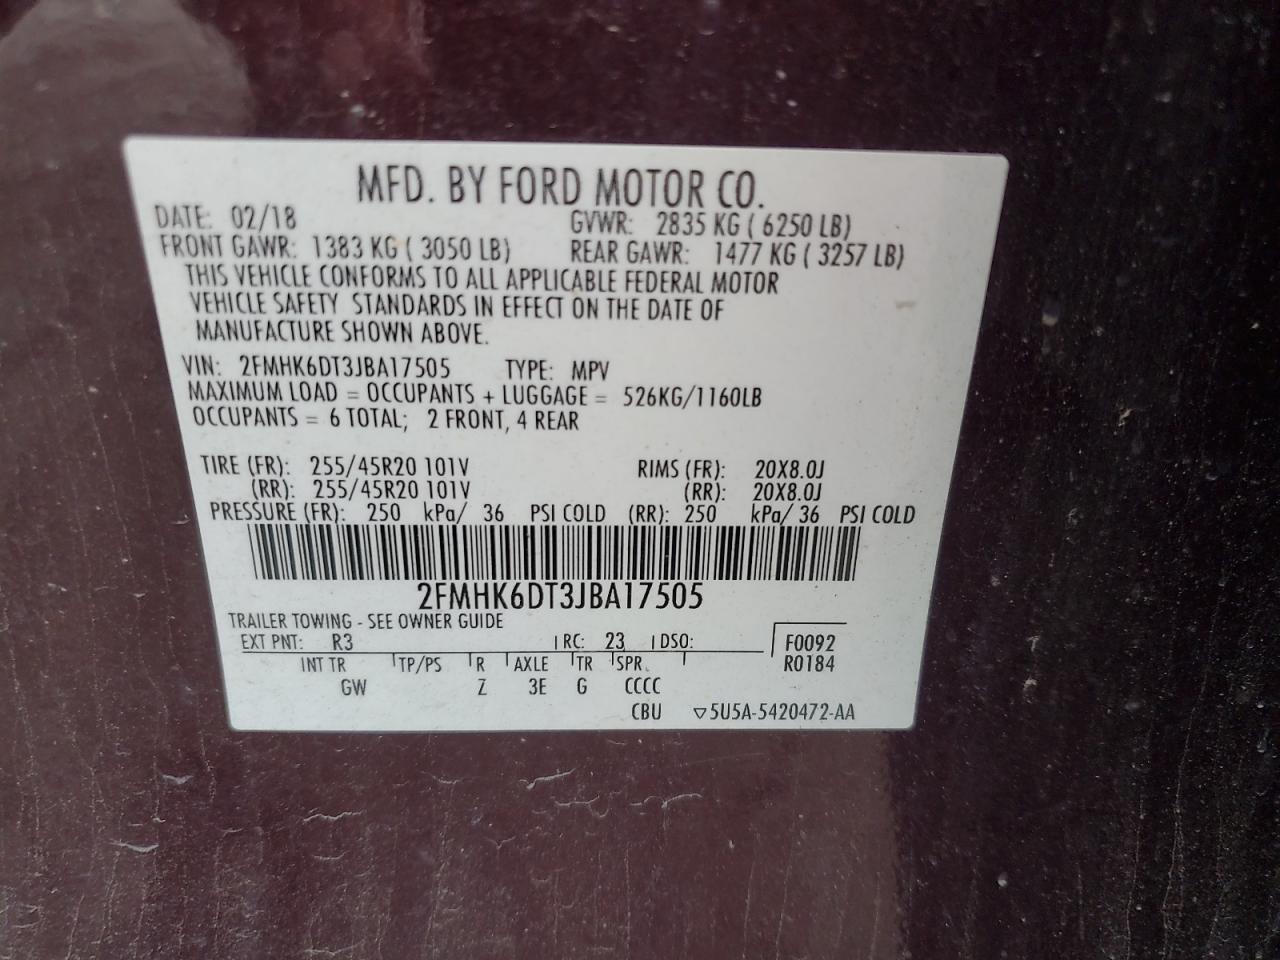 MFD. BY FORD MOTOR CO.
DATE: 02/18 GVWR: 2835 KG ( 6250 LB)
FRONT GAWR: 1383 KG ( 3050 LB) REAR GAWR: 1477 KG ( 3257 LB)
THIS VEHICLE CONFORMS TO ALL APPLICABLE FEDERAL MOTOR
VEHICLE SAFETY STANDARDS IN EFFECT ON THE DATE OF
MANUFACTURE SHOWN ABOVE.
VIN: 2FMHK6DT3JBA17505 TYPE: MPV
MAXIMUM LOAD = OCCUPANTS + LUGGAGE = 526KG/1160LB
OCCUPANTS = 6 TOTAL; 2 FRONT, 4 REAR
TIRE (FR): 255/45R20 101V RIMS (FR): 20X8.0J
(RR): 255/45R20 101V (RR): 20X8.0J
PRESSURE (FR): 250 kPa/ 36 PSI COLD (RR): 250 kPa/ 36 PSI COLD
2FMHK6DT3JBA17505
TRAILER TOWING - SEE OWNER GUIDE
EXT PNT: R3 RC: 23 DSO: F0092
INT TR TP/PS R AXLE TR SPR R0184
GW Z 3E G CCCC
CBU ▽5U5A-5420472-AA